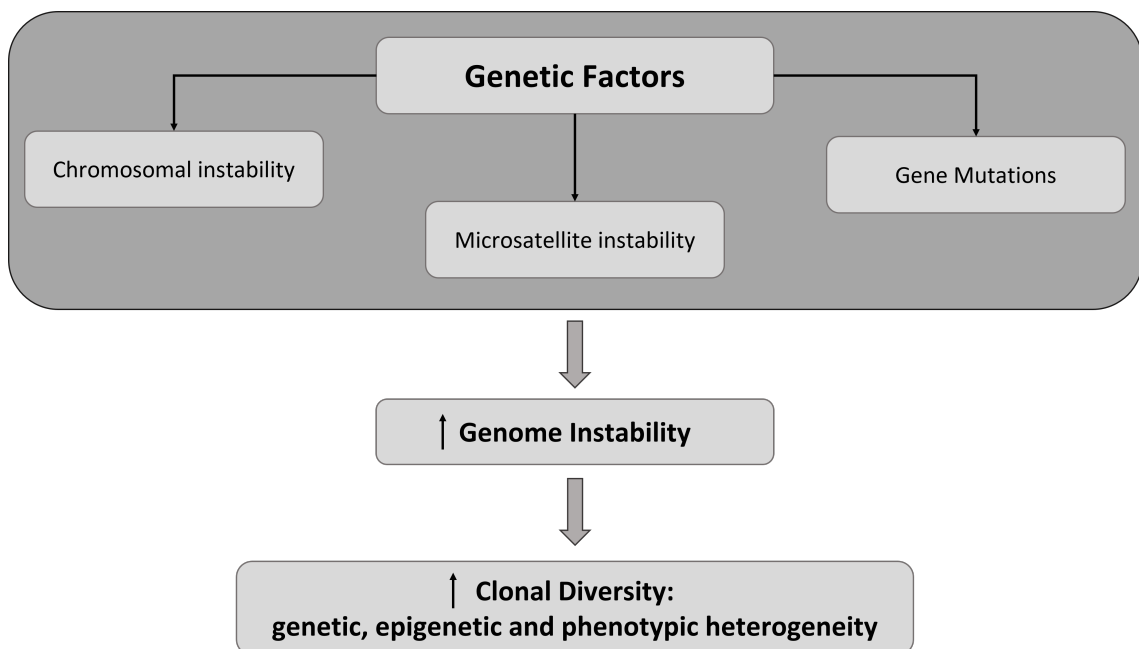 Genetic Factors
Chromosomal instability
Gene Mutations
Microsatellite instability
↑ Genome Instability
↑ Clonal Diversity:
genetic, epigenetic and phenotypic heterogeneity